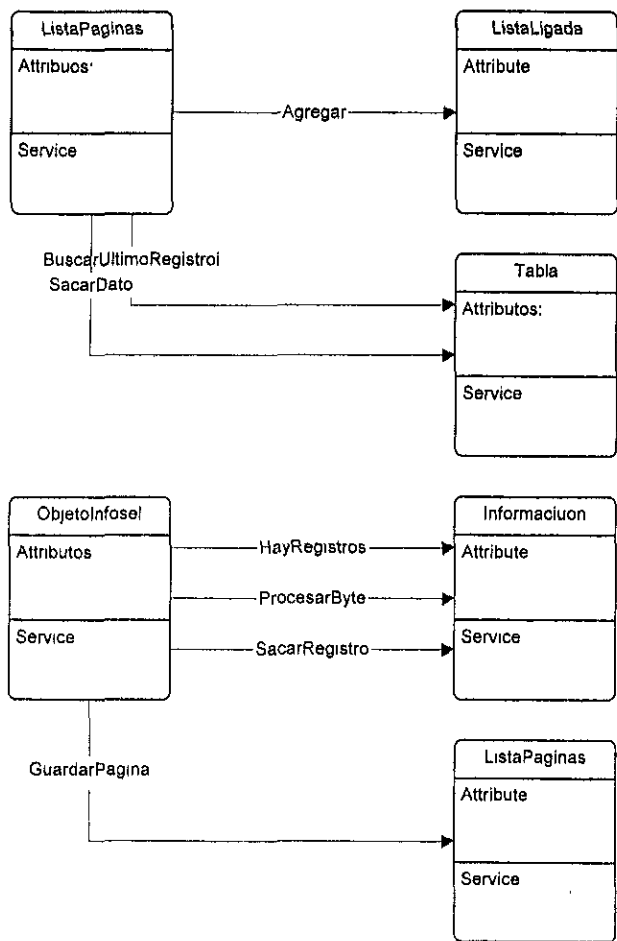 ListaPaginas
Attribuos:
Service
Agregar
ListaLigada
Attribute
Service
BuscarUltimoRegistroi
SacarDato
Tabla
Attributos:
Service
ObjetoInfosel
Attributos
Service
HayRegistros
ProcesarByte
SacarRegistro
Informaciuon
Attribute
Service
GuardarPagina
ListaPaginas
Attribute
Service